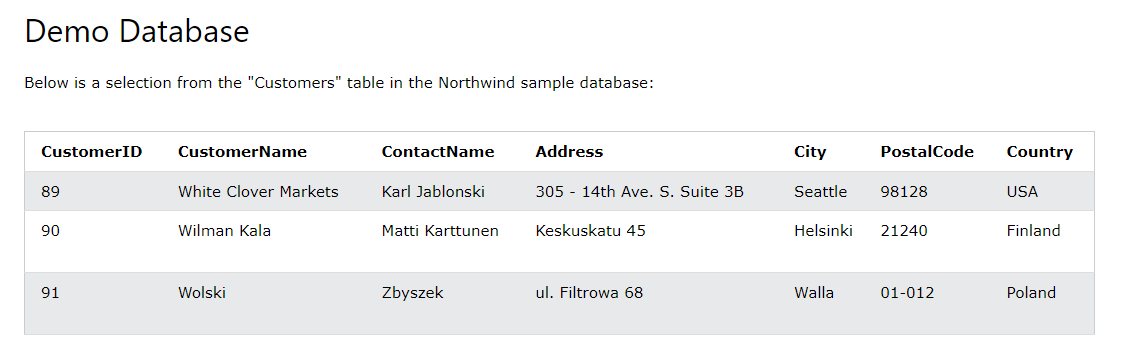 Demo Database
Below is a selection from the "Customers" table in the Northwind sample database:
CustomerID CustomerName ContactName Address City PostalCode Country
89 White Clover Markets Karl Jablonski 305 - 14th Ave. S. Suite 3B Seattle 98128 USA
90 Wilman Kala Matti Karttunen Keskuskatu 45 Helsinki 21240 Finland
91 Wolski Zbyszek ul. Filtrowa 68 Walla 01-012 Poland